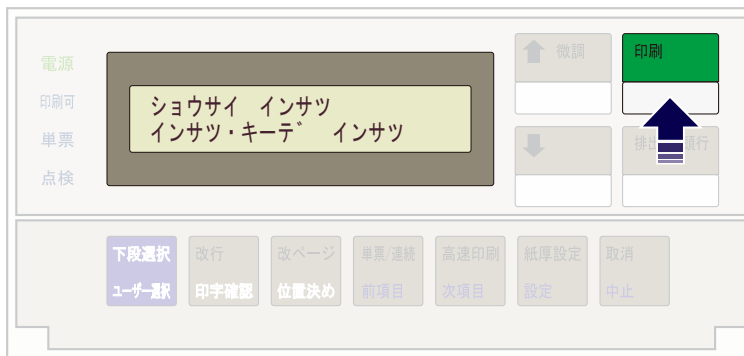 電源
印刷可
単票
点検
ショウサイ インサツ
インサツ・キーデ インサツ
微調
印刷
下段選択
ユーザー選択
改行
印字確認
改ページ
位置決め
単票/連続
前項目
高速印刷
次項目
紙厚設定
設定
取消
中止